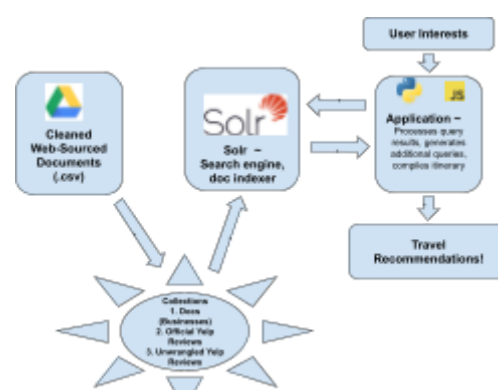 User Interests
Cleaned
Web-Sourced
Documents
(.csv)
Solr
Solr ~
Search engine,
doc indexer
JS
Application ~
Processes query
results, generates
additional queries,
compiles itinerary
Travel
Recommendations!
Collections
1. Docs
(Businesses)
2. Official Yelp
Reviews
3. Unwrangled Yelp
Reviews